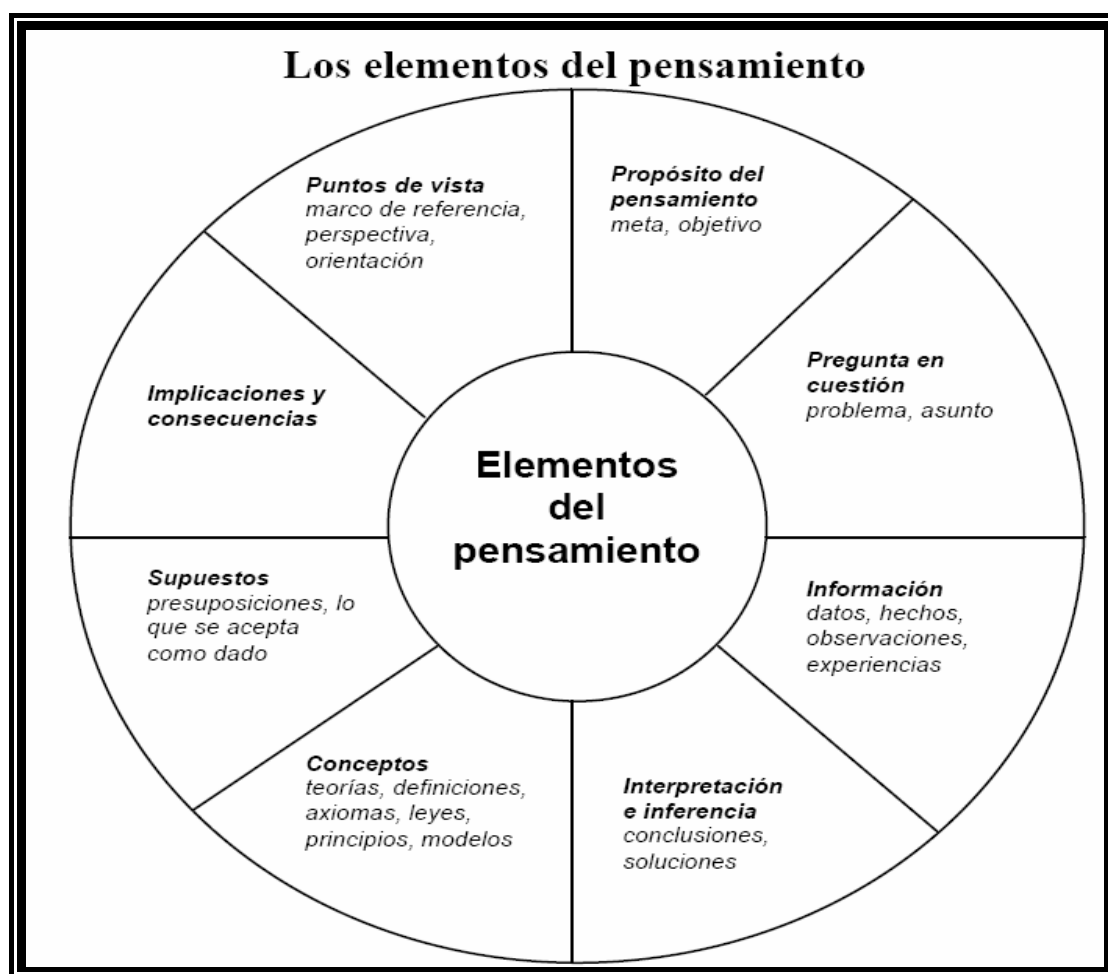 Los elementos del pensamiento
Puntos de vista
marco de referencia,
perspectiva,
orientación
Propósito del
pensamiento
meta, objetivo
Pregunta en
cuestión
problema, asunto
Información
datos, hechos,
observaciones,
experiencias
Interpretación
e inferencia
conclusiones,
soluciones
Conceptos
teorías, definiciones,
axiomas, leyes,
principios, modelos
Supuestos
presuposiciones, lo
que se acepta
como dado
Implicaciones y
consecuencias
Elementos
del
pensamiento